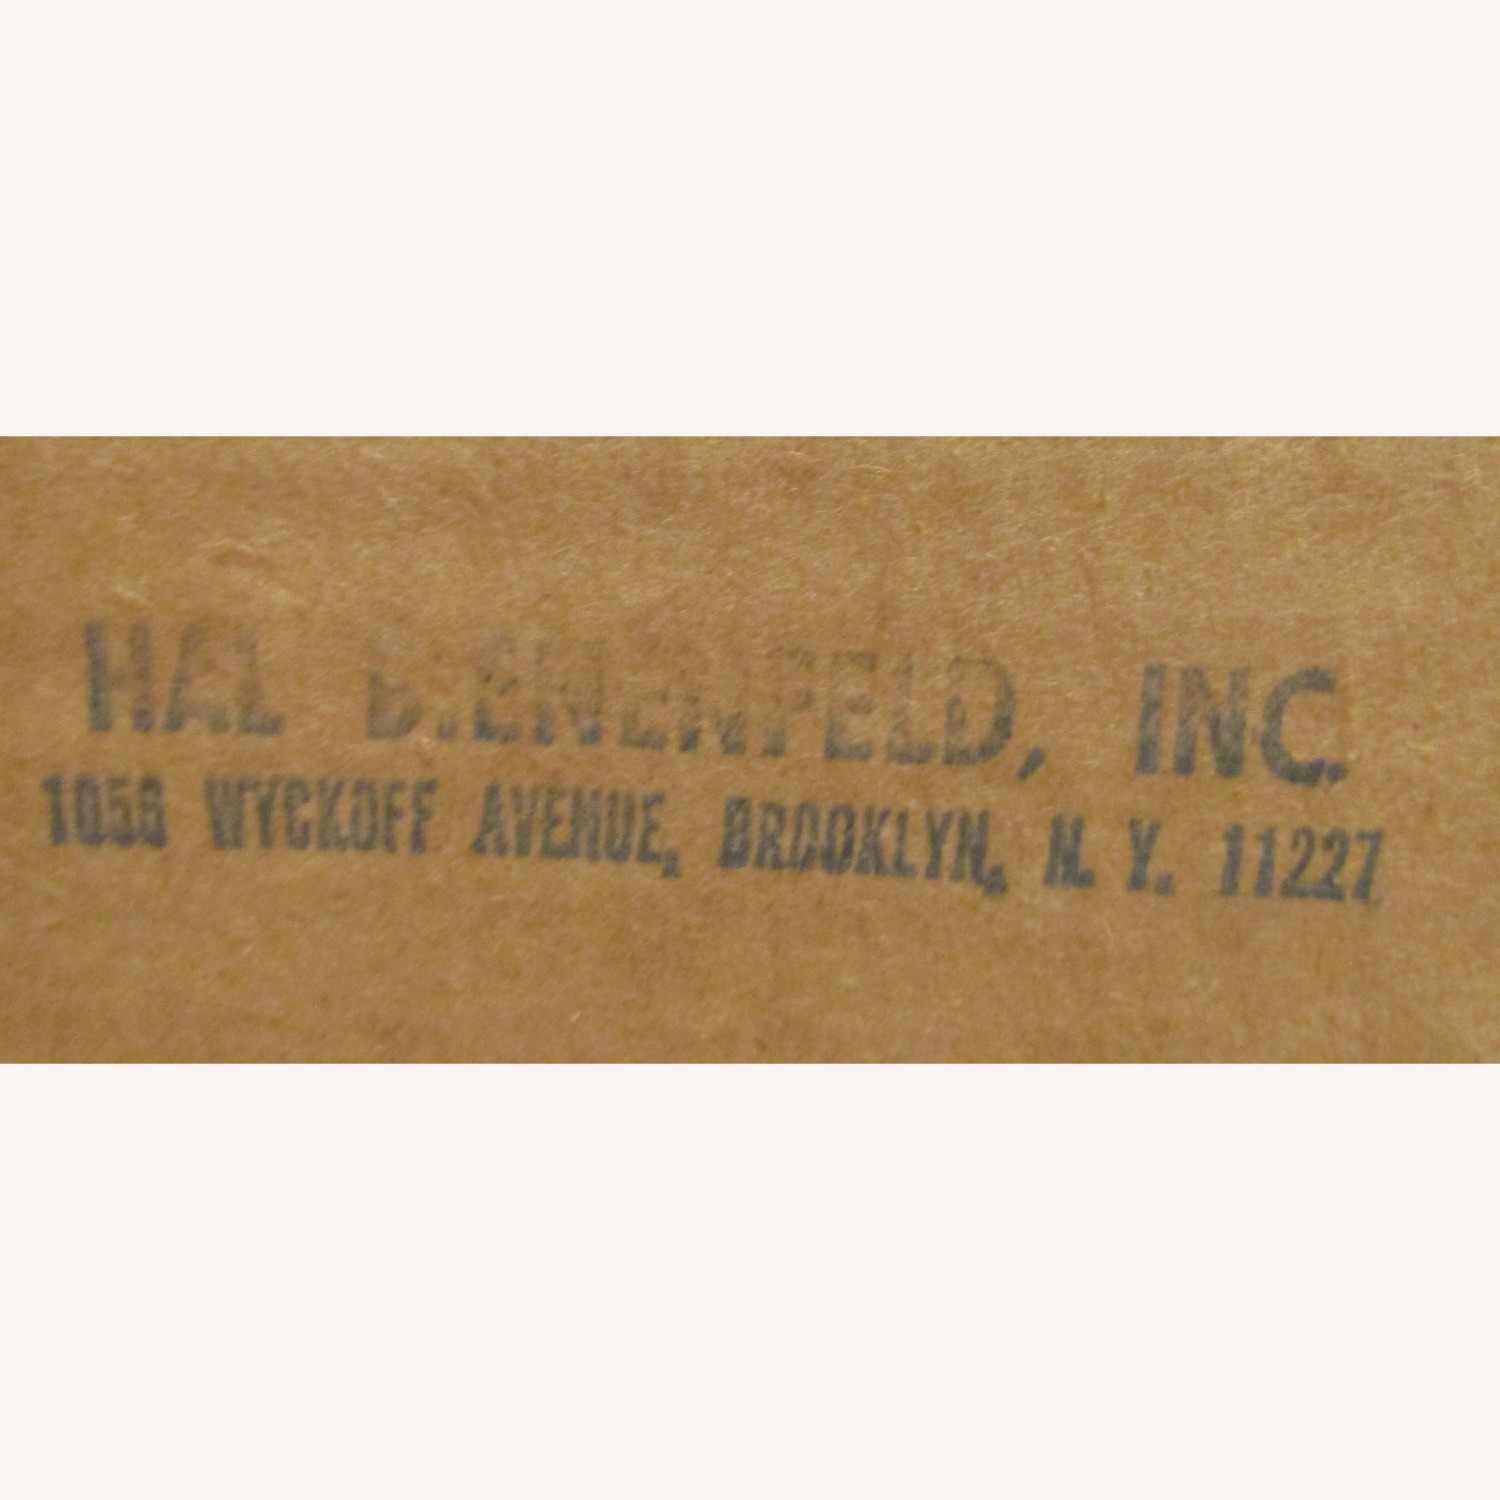 HAL BIENENFELD, INC.
1056 WYCKOFF AVENUE, BROOKLYN, N. Y. 11227